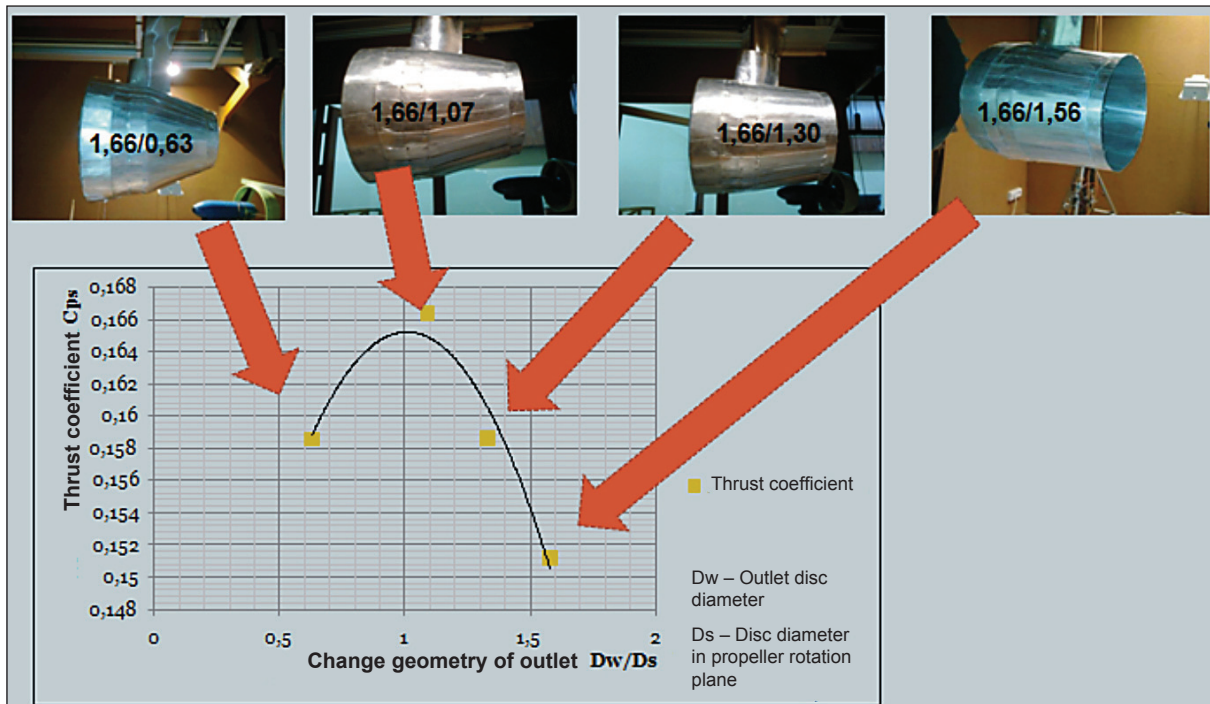 1,66/0,63
1,66/1,07
1,66/1,30
1,66/1,56
Thrust coefficient Cps
0,168
0,166
0,164
0,162
0,16
0,158
0,156
0,154
0,152
0,15
0,148
0
0,5
1
1,5
2
Change geometry of outlet Dw/Ds
Thrust coefficient
Dw – Outlet disc
diameter
Ds – Disc diameter
in propeller rotation
plane